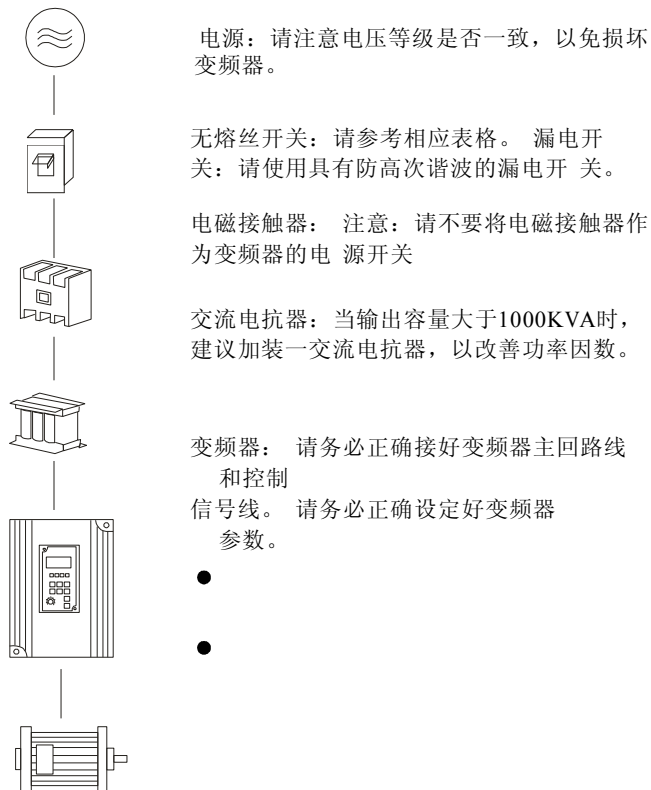 电源：请注意电压等级是否一致，以免损坏
变频器。
无熔丝开关：请参考相应表格。 漏电开
关：请使用具有防高次谐波的漏电开 关。
电磁接触器： 注意：请不要将电磁接触器作
为变频器的电 源开关
交流电抗器：当输出容量大于1000KVA时，
建议加装一交流电抗器，以改善功率因数。
变频器： 请务必正确接好变频器主回路线
和控制
信号线。 请务必正确设定好变频器
参数。